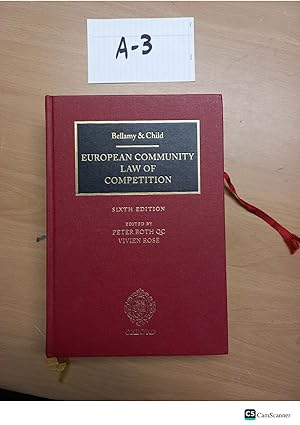 A-3
Bellamy & Child
EUROPEAN COMMUNITY
LAW OF
COMPETITION
SIXTH EDITION
EDITED BY
PETER ROTH QC
VIVIEN ROSE
OXFORD
CS CamScanner